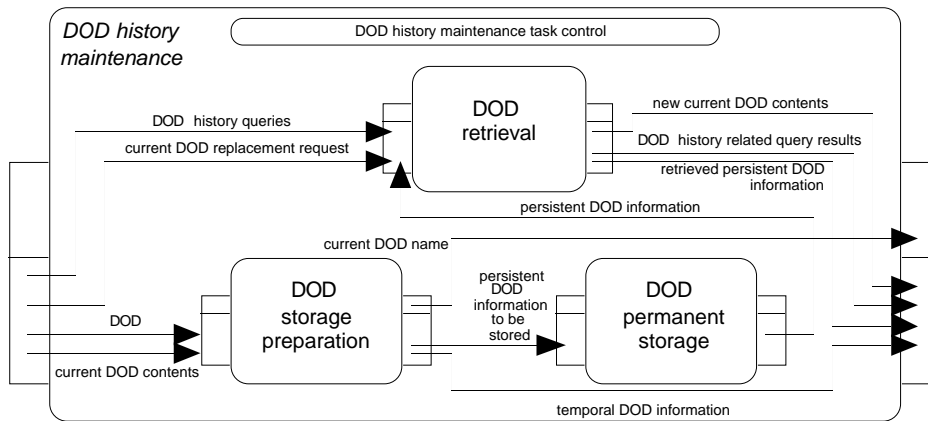 DOD history
maintenance
DOD history maintenance task control
DOD
retrieval
new current DOD contents
DOD history queries
DOD history related query results
current DOD replacement request
retrieved persistent DOD
information
persistent DOD information
current DOD name
DOD
storage
preparation
persistent
DOD
information
to be
stored
DOD
permanent
storage
DOD
current DOD contents
temporal DOD information